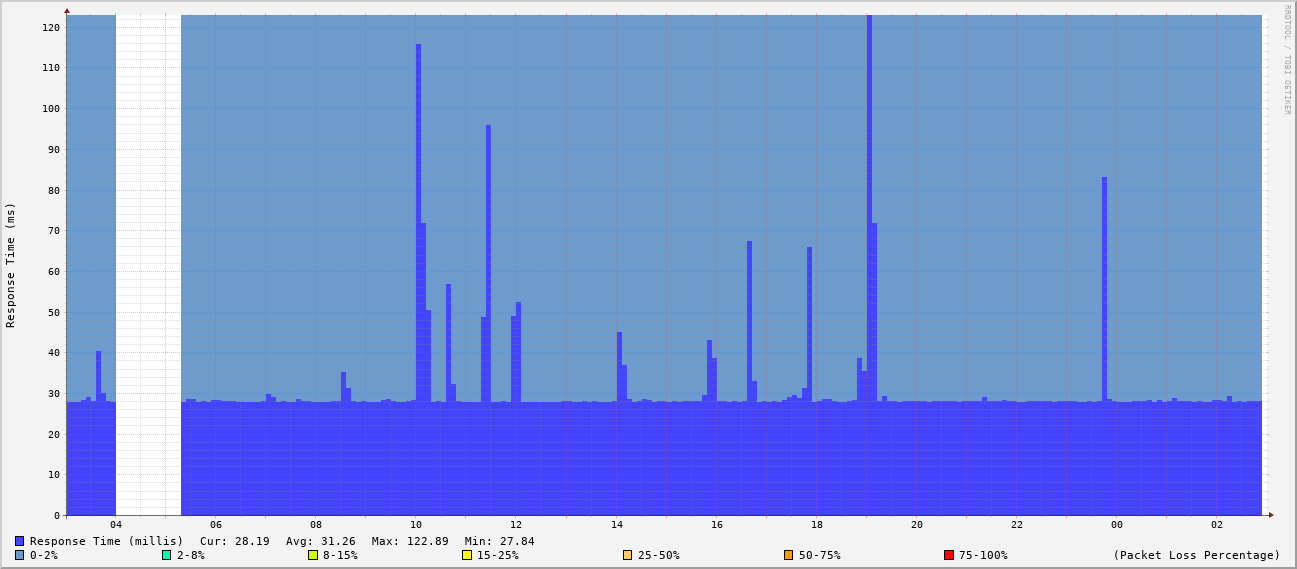 RRDTOOL / TOBI OETIKER
Response Time (ms)
120
110
100
90
80
70
60
50
40
30
20
10
0
04 06 08 10 12 14 16 18 20 22 00 02
Response Time (millis) Cur: 28.19 Avg: 31.26 Max: 122.89 Min: 27.84
0-2% 2-8% 8-15% 15-25% 25-50% 50-75% 75-100% (Packet Loss Percentage)